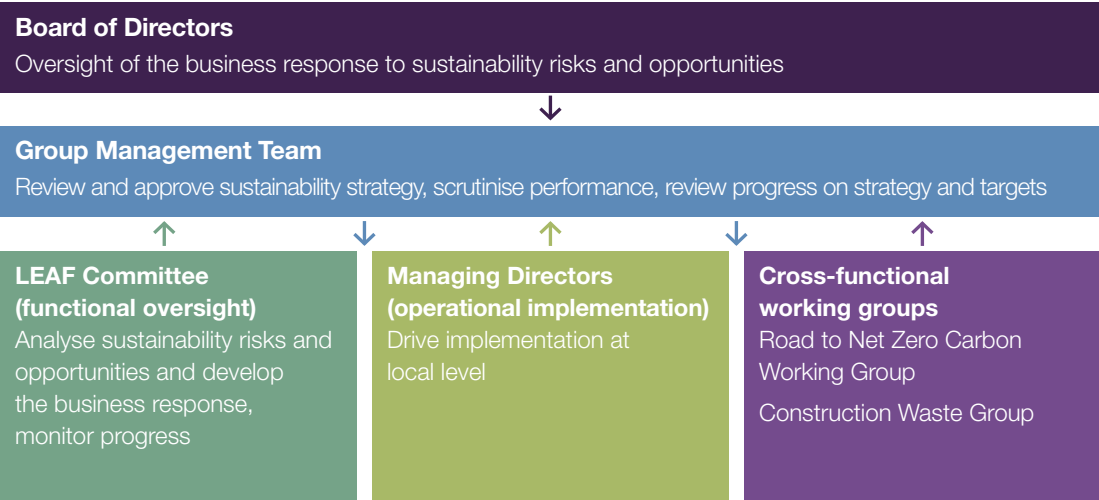 Board of Directors
Oversight of the business response to sustainability risks and opportunities
Group Management Team
Review and approve sustainability strategy, scrutinise performance, review progress on strategy and targets
LEAF Committee
(functional oversight)
Analyse sustainability risks and
opportunities and develop
the business response,
monitor progress
Managing Directors
(operational implementation)
Drive implementation at
local level
Cross-functional
working groups
Road to Net Zero Carbon
Working Group
Construction Waste Group